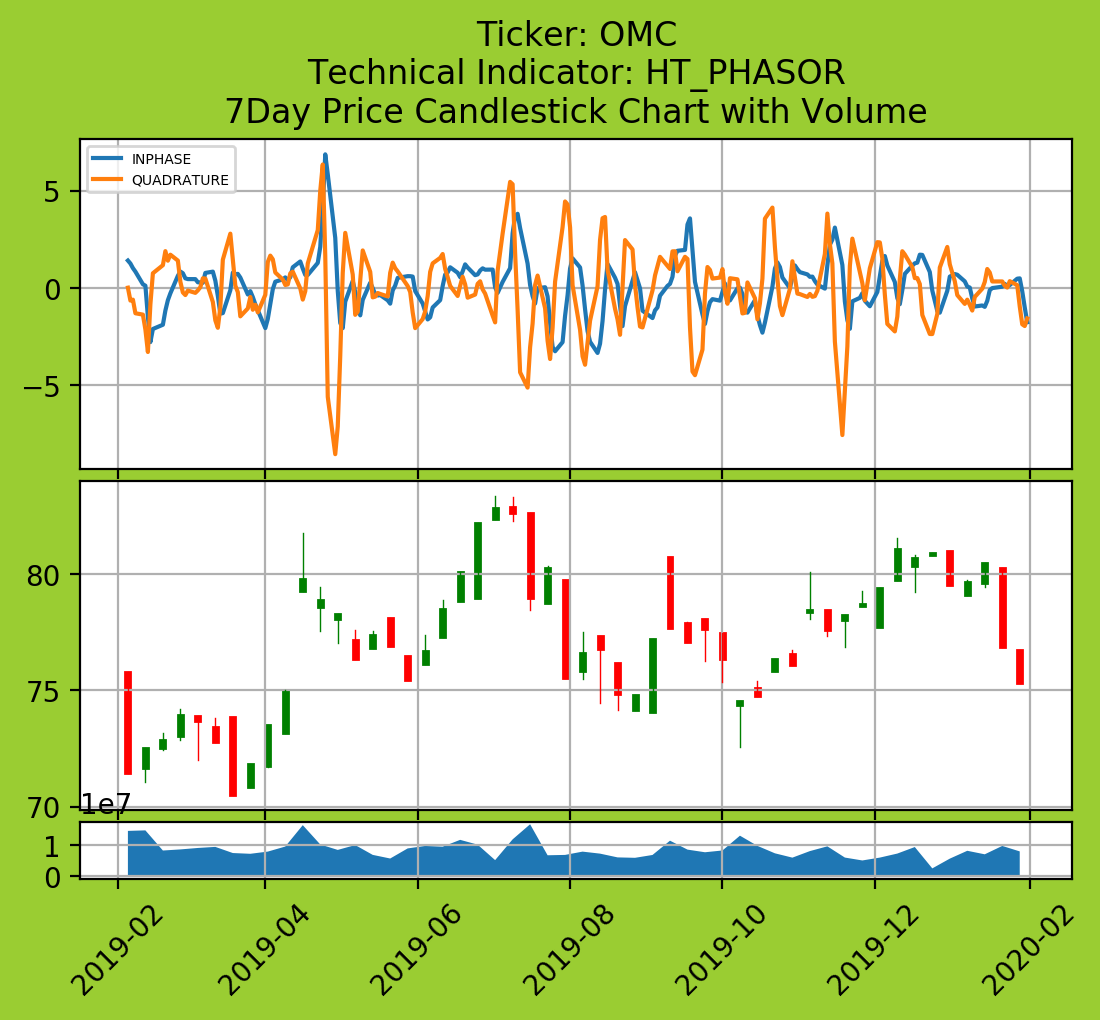 Ticker: OMC
Technical Indicator: HT_PHASOR
7Day Price Candlestick Chart with Volume
INPHASE
QUADRATURE
5
0
−5
80
75
70
1e7
1
0
2019-02
2019-04
2019-06
2019-08
2019-10
2019-12
2020-02